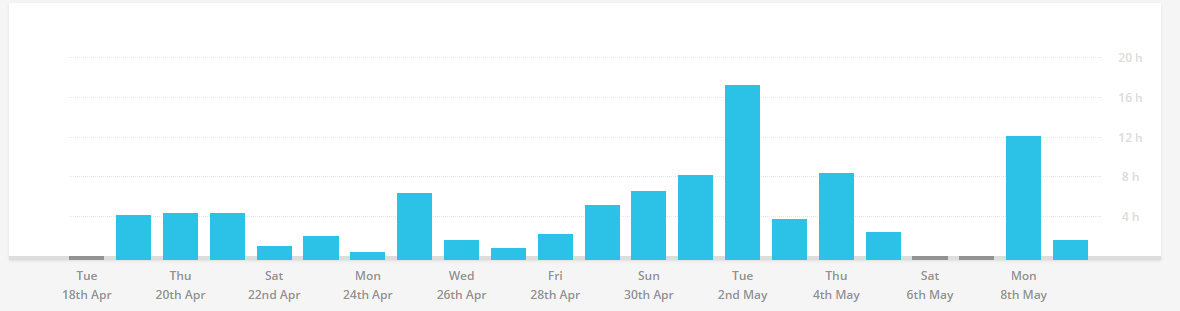 20 h
16 h
12 h
8 h
4 h
Tue Thu Sat Mon Wed Fri Sun Tue Thu Sat Mon
18th Apr 20th Apr 22nd Apr 24th Apr 26th Apr 28th Apr 30th Apr 2nd May 4th May 6th May 8th May